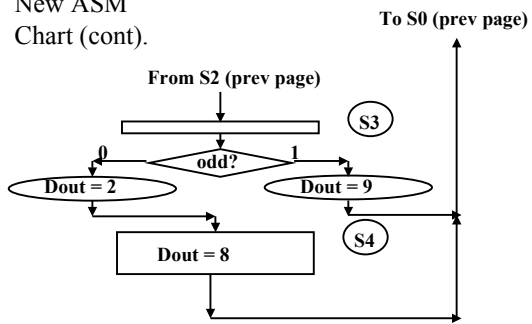 New ASM
Chart (cont).
To S0 (prev page)
From S2 (prev page)
S3
0
odd?
1
Dout = 2
Dout = 9
S4
Dout = 8